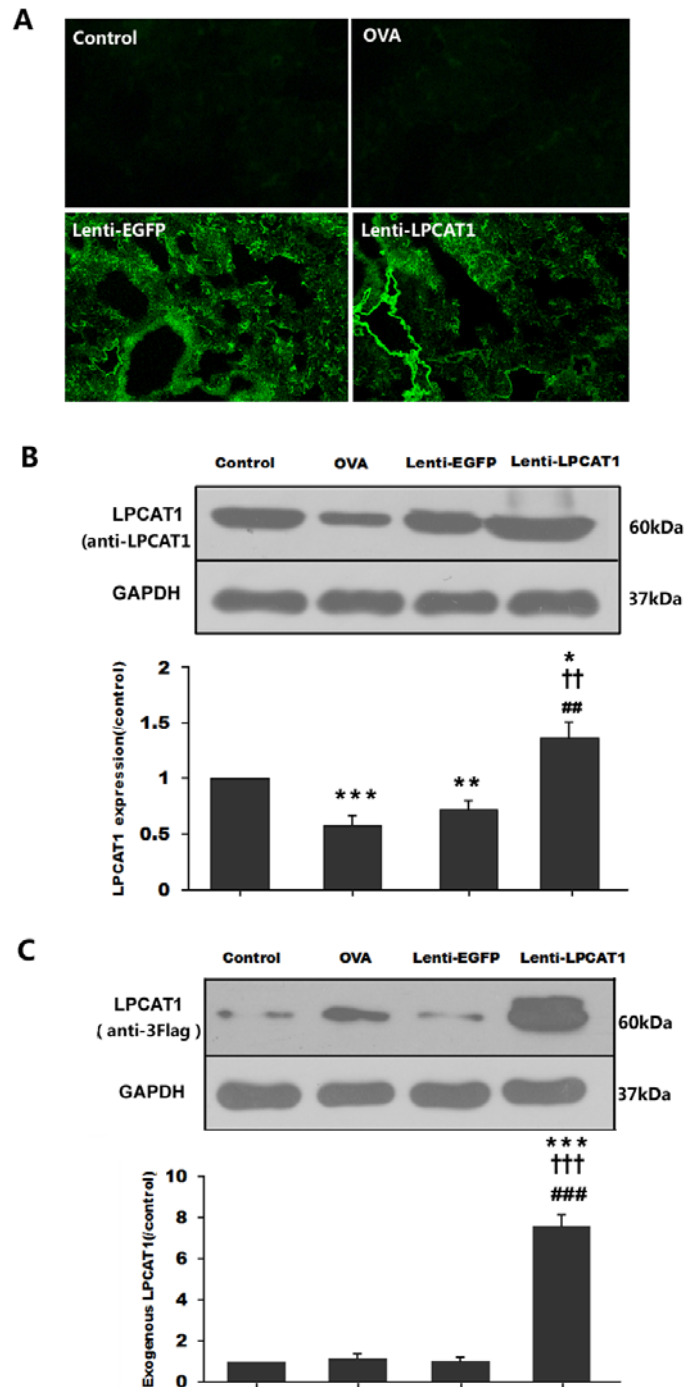 A
Control OVA
Lenti-EGFP Lenti-LPCAT1
B
Control OVA Lenti-EGFP Lenti-LPCAT1
LPCAT1
(anti-LPCAT1
60kDa
GAPDH
37kDa
2
1.5
1
0.5
0
LPCAT1 expression(/control)
***
**
*
††
##
C
Control OVA Lenti-EGFP Lenti-LPCAT1
LPCAT1
( anti-3Flag )
60kDa
GAPDH
37kDa
10
8
6
4
2
0
Exogenous LPCAT1(/control)
***
†††
###